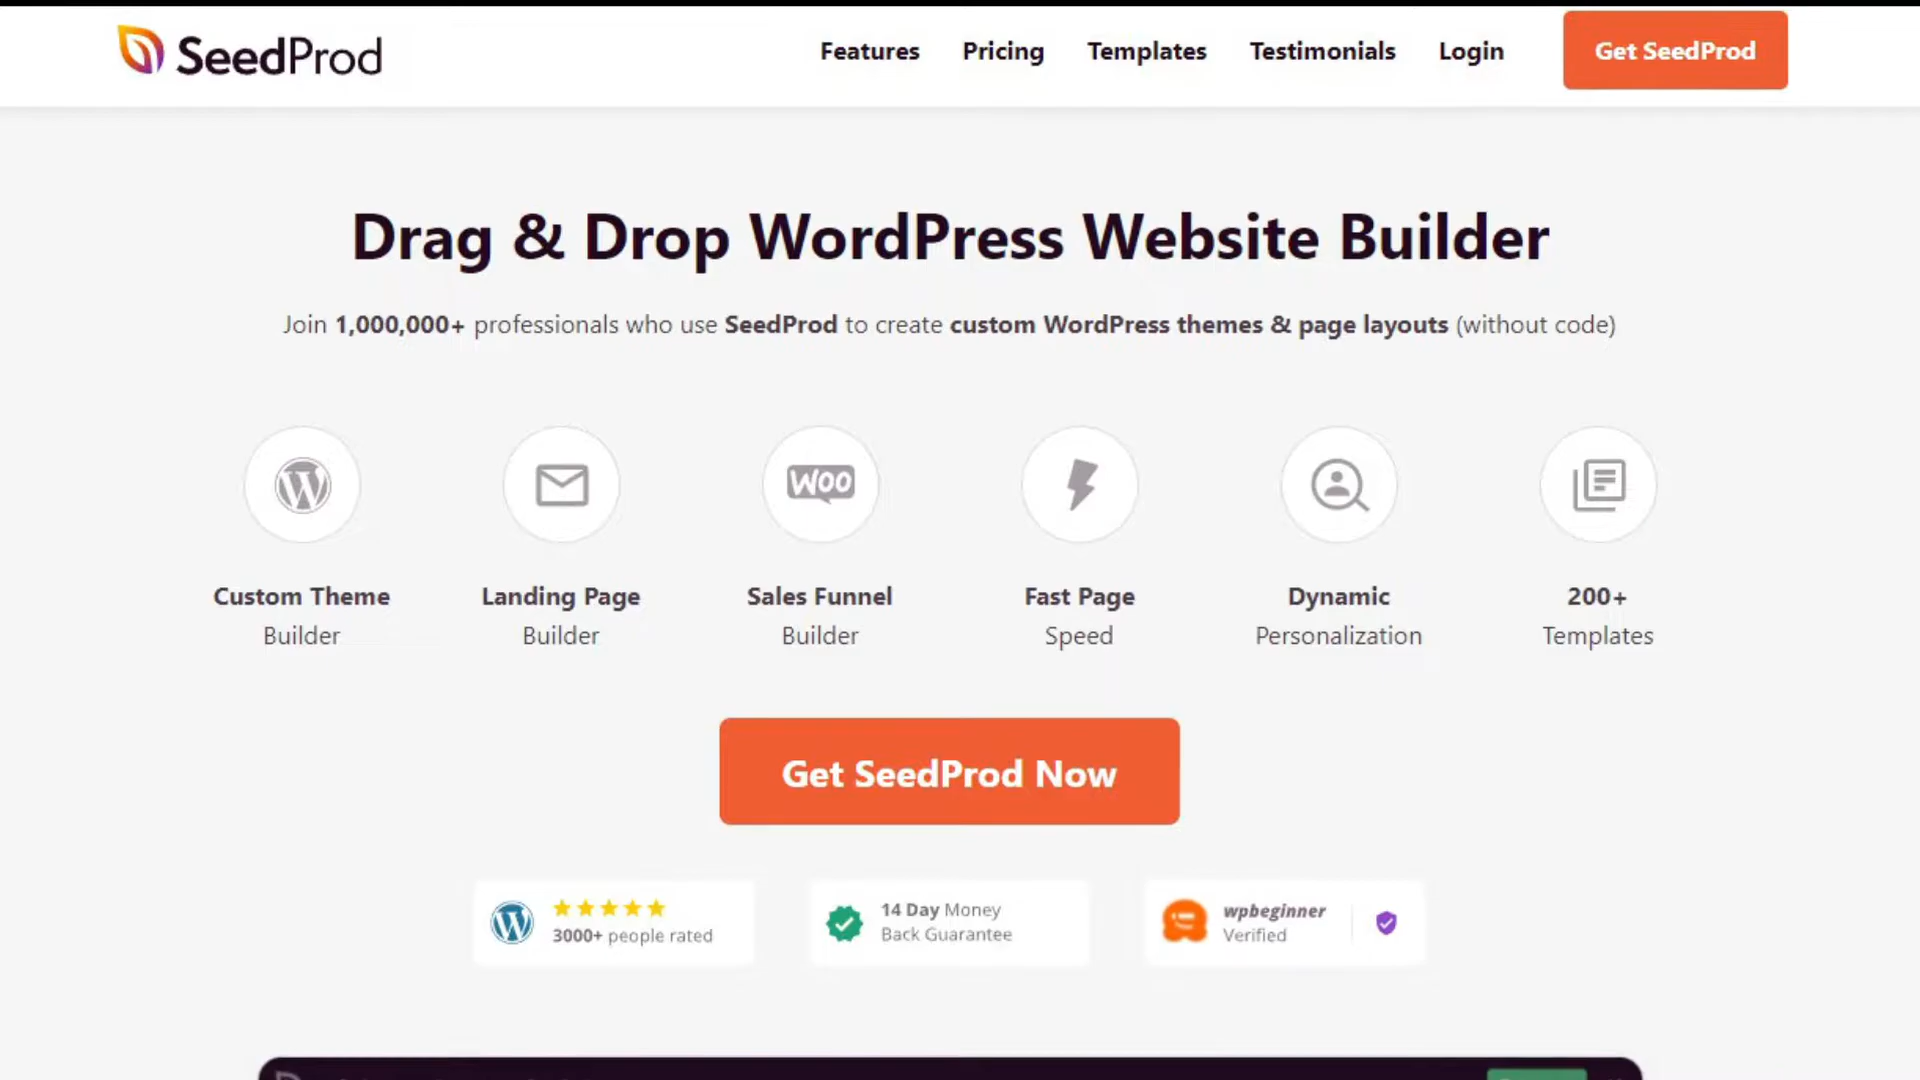 SeedProd
Features Pricing Templates Testimonials Login Get SeedProd
Drag & Drop WordPress Website Builder
Join 1,000,000+ professionals who use SeedProd to create custom WordPress themes & page layouts (without code)
WOO
Custom Theme
Builder
Landing Page
Builder
Sales Funnel
Builder
Fast Page
Speed
Dynamic
Personalization
200+
Templates
Get SeedProd Now
3000+ people rated
14 Day Money
Back Guarantee
wpbeginner
Verified